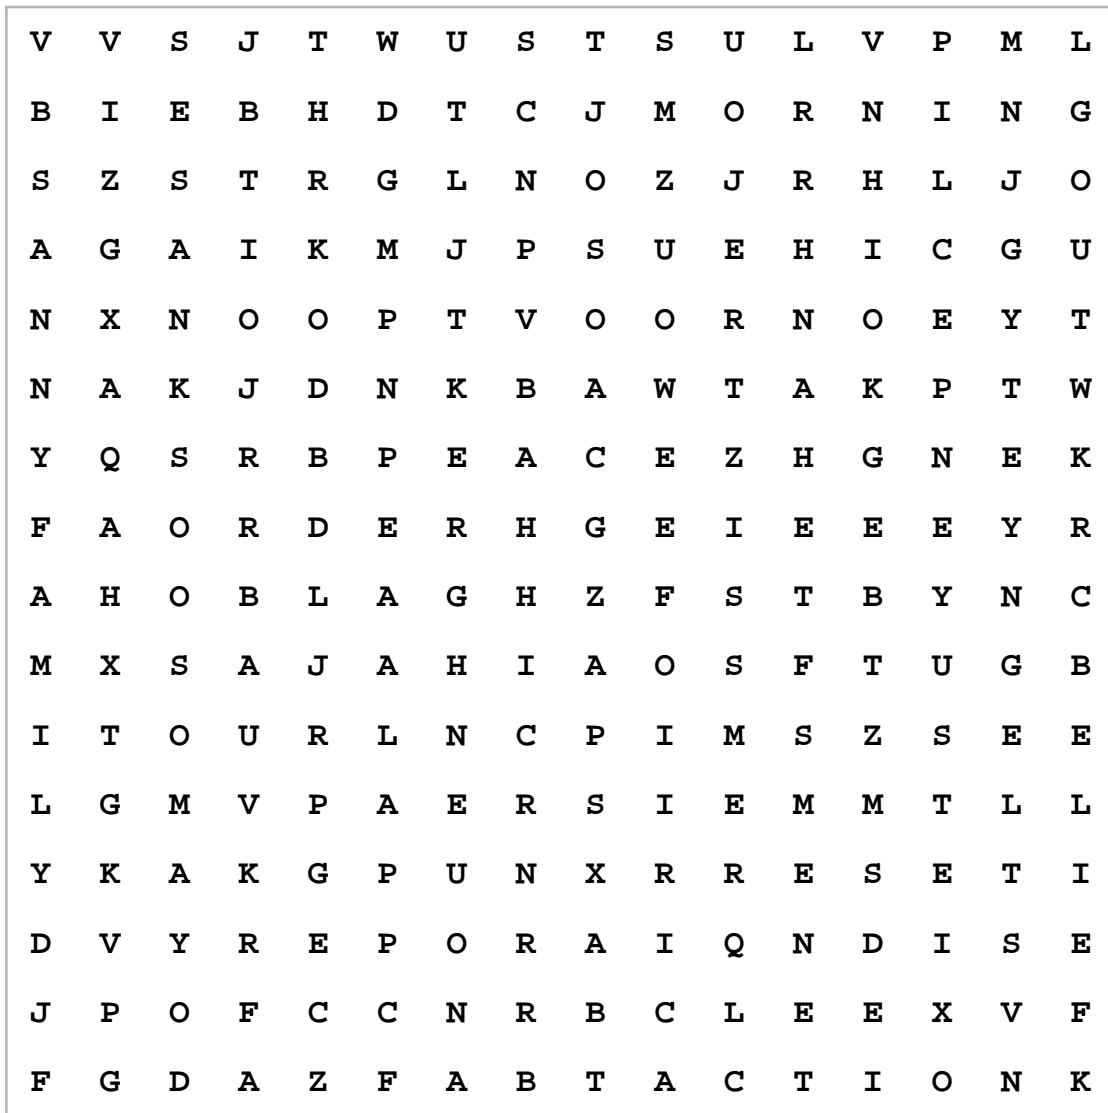 V V S J T W U S T S U L V P M L
B I E B H D T C J M O R N I N G
S Z S T R G L N O Z J R H L J O
A G A I K M J P S U E H I C G U
N X N O O P T V O O R N O E Y T
N A K J D N K B A W T A K P T W
Y Q S R B P E A C E Z H G N E K
F A O R D E R H G E I E E E Y R
A H O B L A G H Z F S T B Y N C
M X S A J A H I A O S F T U G B
I T O U R L N C P I M S Z S E E
L G M V P A E R S I E M M T L L
Y K A K G P U N X R R E S E T I
D V Y R E P O R A I Q N D I S E
J P O F C C N R B C L E E X V F
F G D A Z F A B T A C T I O N K